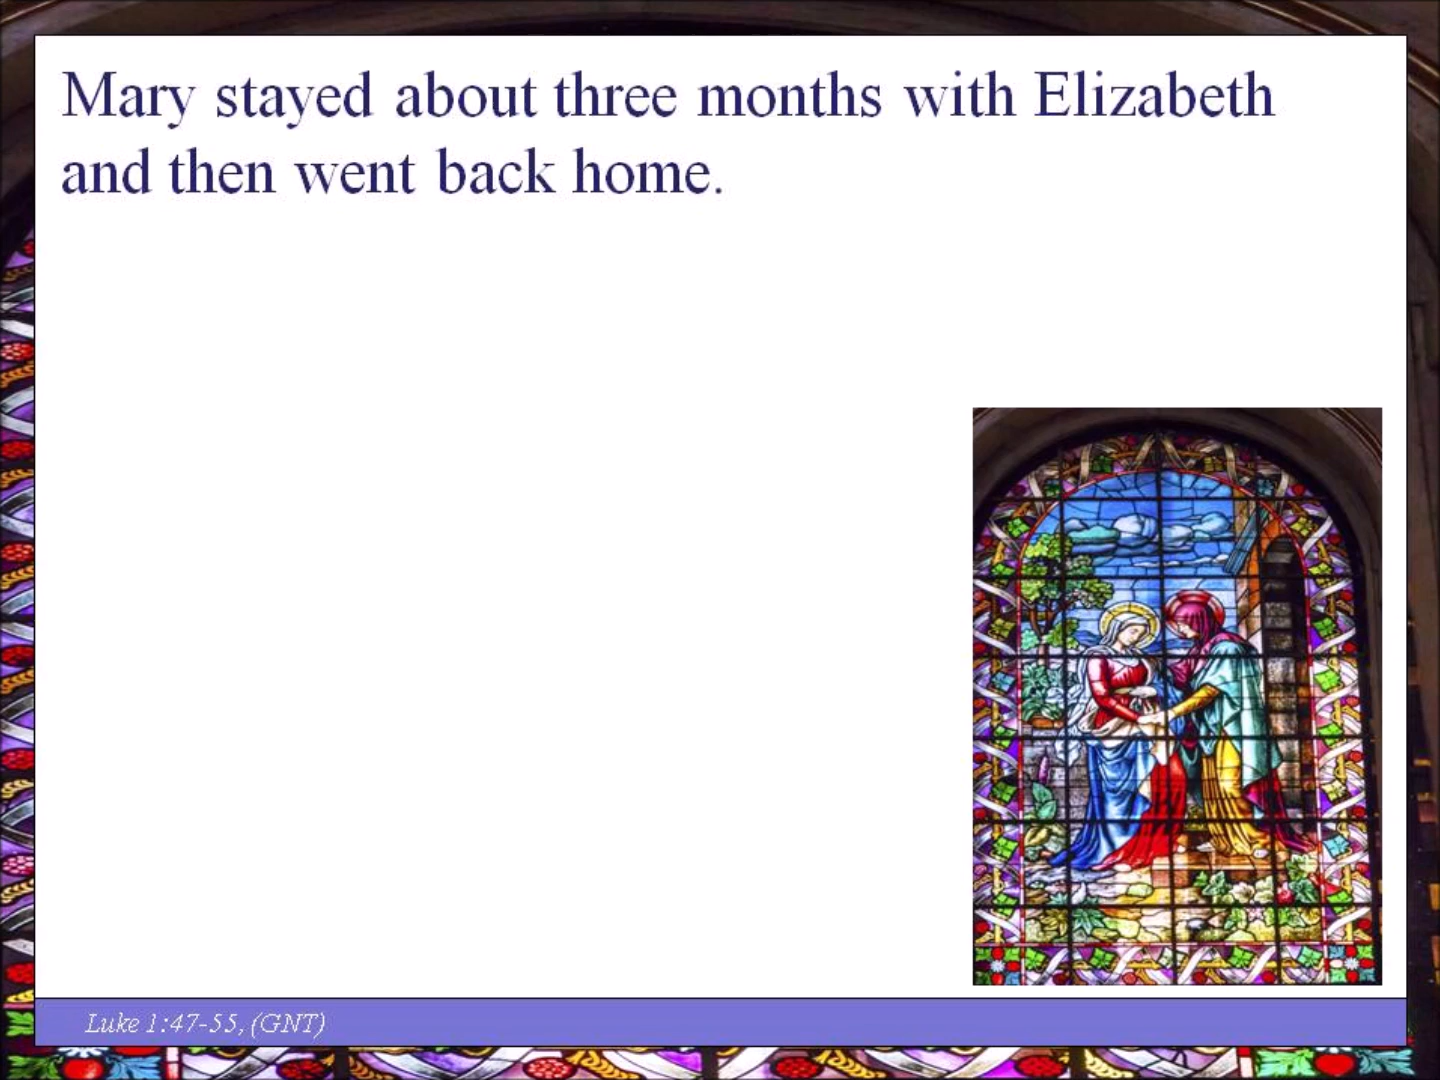 Mary stayed about three months with Elizabeth
and then went back home.
Luke 1:47-55, (GNT)